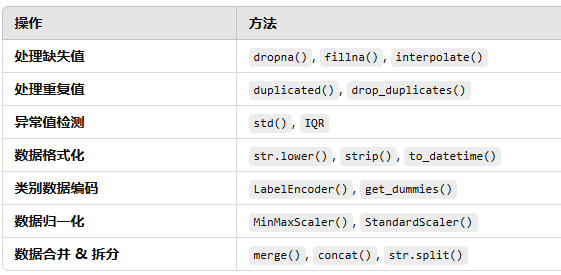 操作 方法
处理缺失值 dropna(), fillna(), interpolate()
处理重复值 duplicated(), drop_duplicates()
异常值检测 std(), IQR
数据格式化 str.lower(), strip(), to_datetime()
类别数据编码 LabelEncoder(), get_dummies()
数据归一化 MinMaxScaler(), StandardScaler()
数据合并 & 拆分 merge(), concat(), str.split()